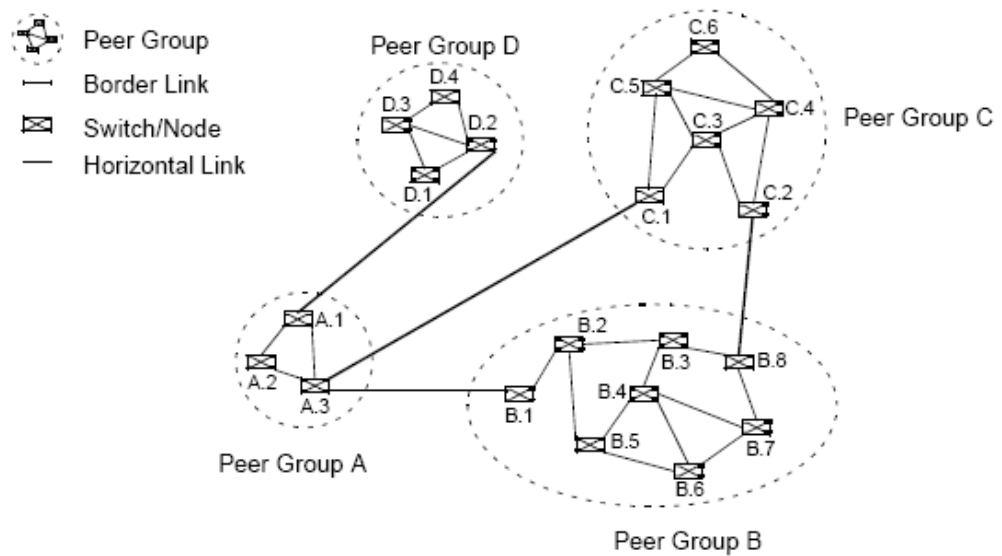 Peer Group
Border Link
Switch/Node
Horizontal Link
Peer Group D
D.4
D.3
D.2
D.1
C.6
C.5
C.4
C.3
C.1
C.2
Peer Group C
A.1
A.2
A.3
Peer Group A
B.2
B.3
B.8
B.4
B.1
B.5
B.7
B.6
Peer Group B